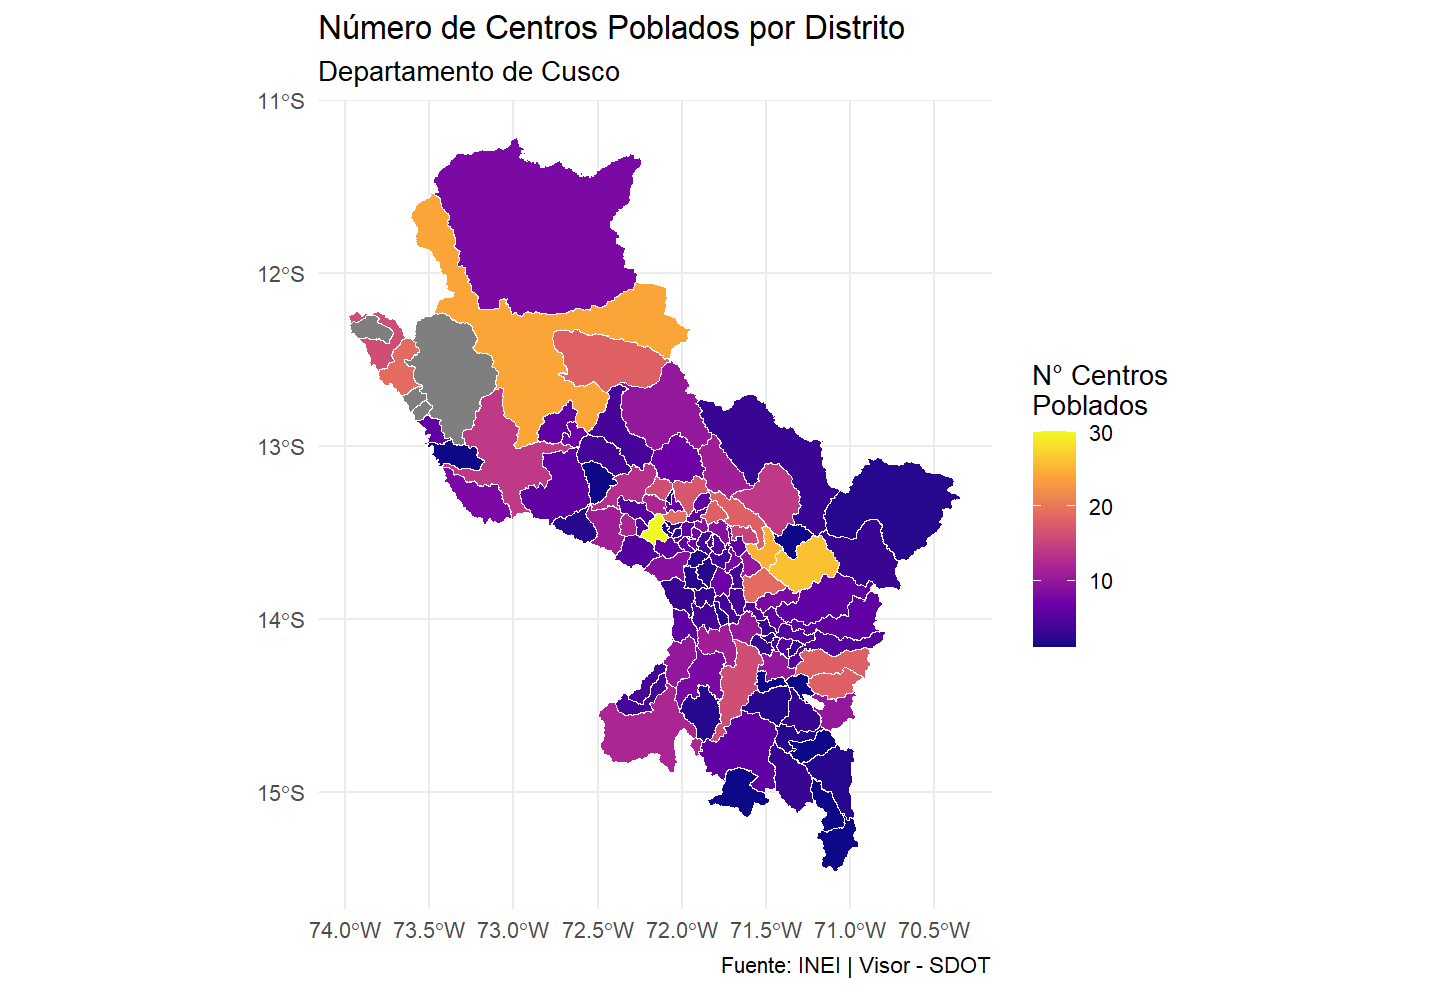 Número de Centros Poblados por Distrito
Departamento de Cusco
11°S
12°S
13°S
14°S
15°S
74.0°W 73.5°W 73.0°W 72.5°W 72.0°W 71.5°W 71.0°W 70.5°W
N° Centros
Poblados
30
20
10
Fuente: INEI | Visor - SDOT